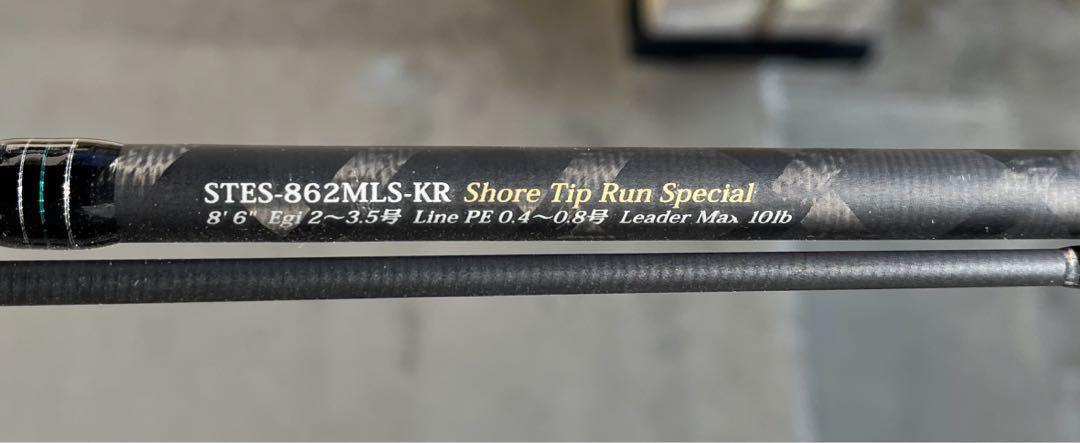 STES-862MLS-KR Shore Tip Run Special
8'6" Egi 2～3.5号 Line PE 0.4～0.8号 Leader Max 10lb